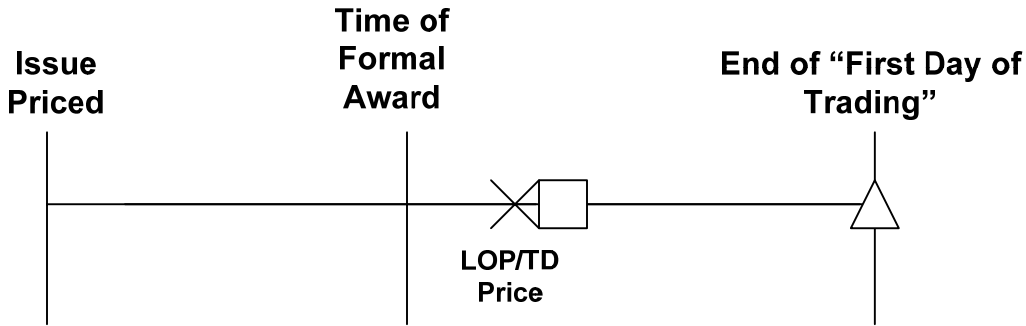 Issue
Priced
Time of
Formal
Award
End of “First Day of
Trading”
LOP/TD
Price